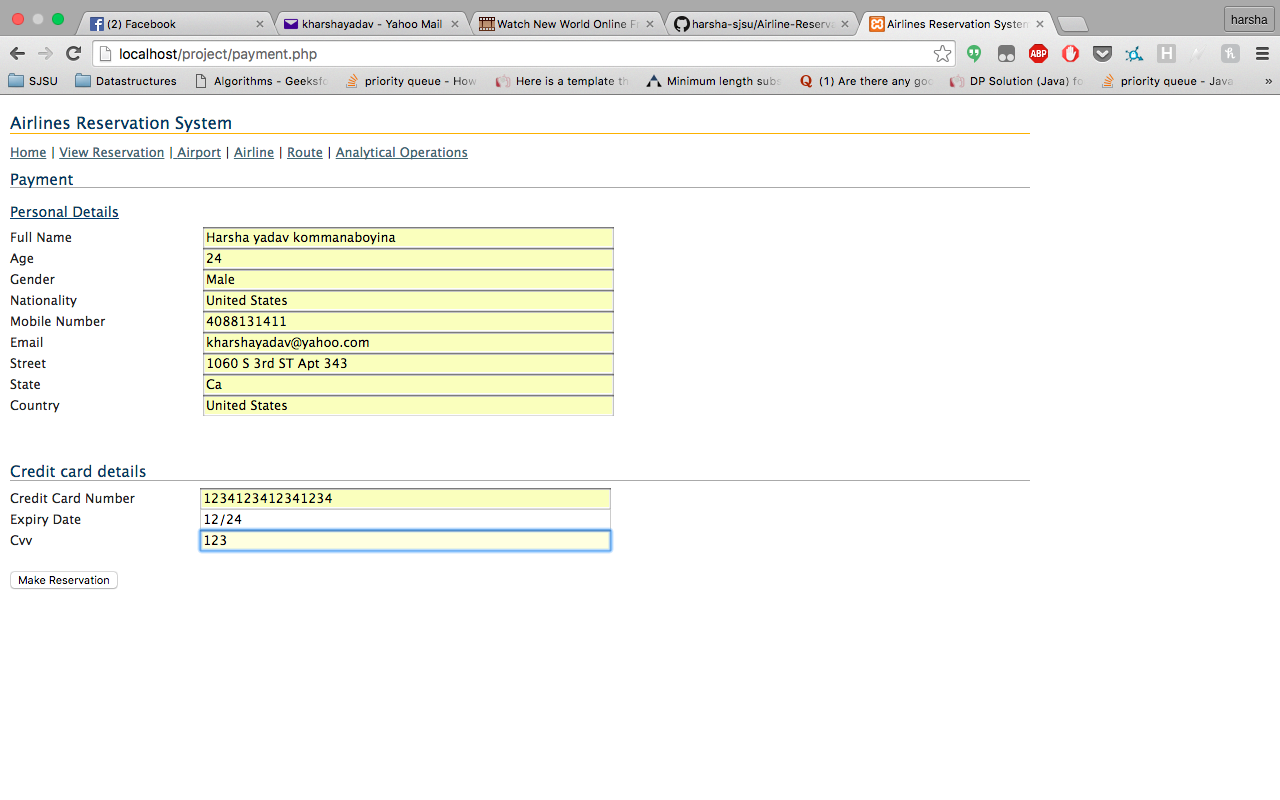 (2) Facebook
kharshayadav - Yahoo Mail
Watch New World Online Fr
harsha-sjsu/Airline-Reserva
Airlines Reservation System
harsha
localhost/project/payment.php
ABP
H
SJSU
Datastructures
Algorithms - Geeksfo
priority queue - How
Here is a template th
Minimum length subs
(1) Are there any goo
DP Solution (Java) fo
priority queue - Java
»
Airlines Reservation System
Home | View Reservation | Airport | Airline | Route | Analytical Operations
Payment
Personal Details
Full Name Harsha yadav kommanaboyina
Age 24
Gender Male
Nationality United States
Mobile Number 4088131411
Email kharshayadav@yahoo.com
Street 1060 S 3rd ST Apt 343
State Ca
Country United States
Credit card details
Credit Card Number 1234123412341234
Expiry Date 12/24
Cvv 123
Make Reservation